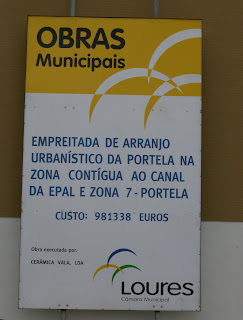 OBRAS
Municipais
EMPREITADA DE ARRANJO
URBANÍSTICO DA PORTELA NA
ZONA CONTÍGUA AO CANAL
DA EPAL E ZONA 7 - PORTELA
CUSTO: 981338 EUROS
Obra executada por:
CERÂMICA VALA, LDA
Loures
Câmara Municipal